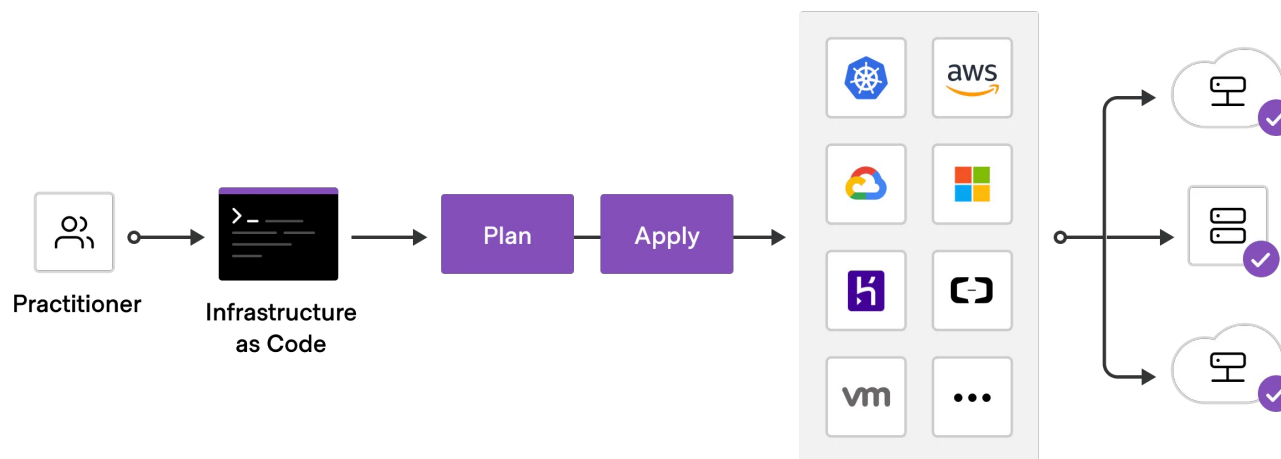 Practitioner
Infrastructure
as Code
Plan
Apply
aws
vm